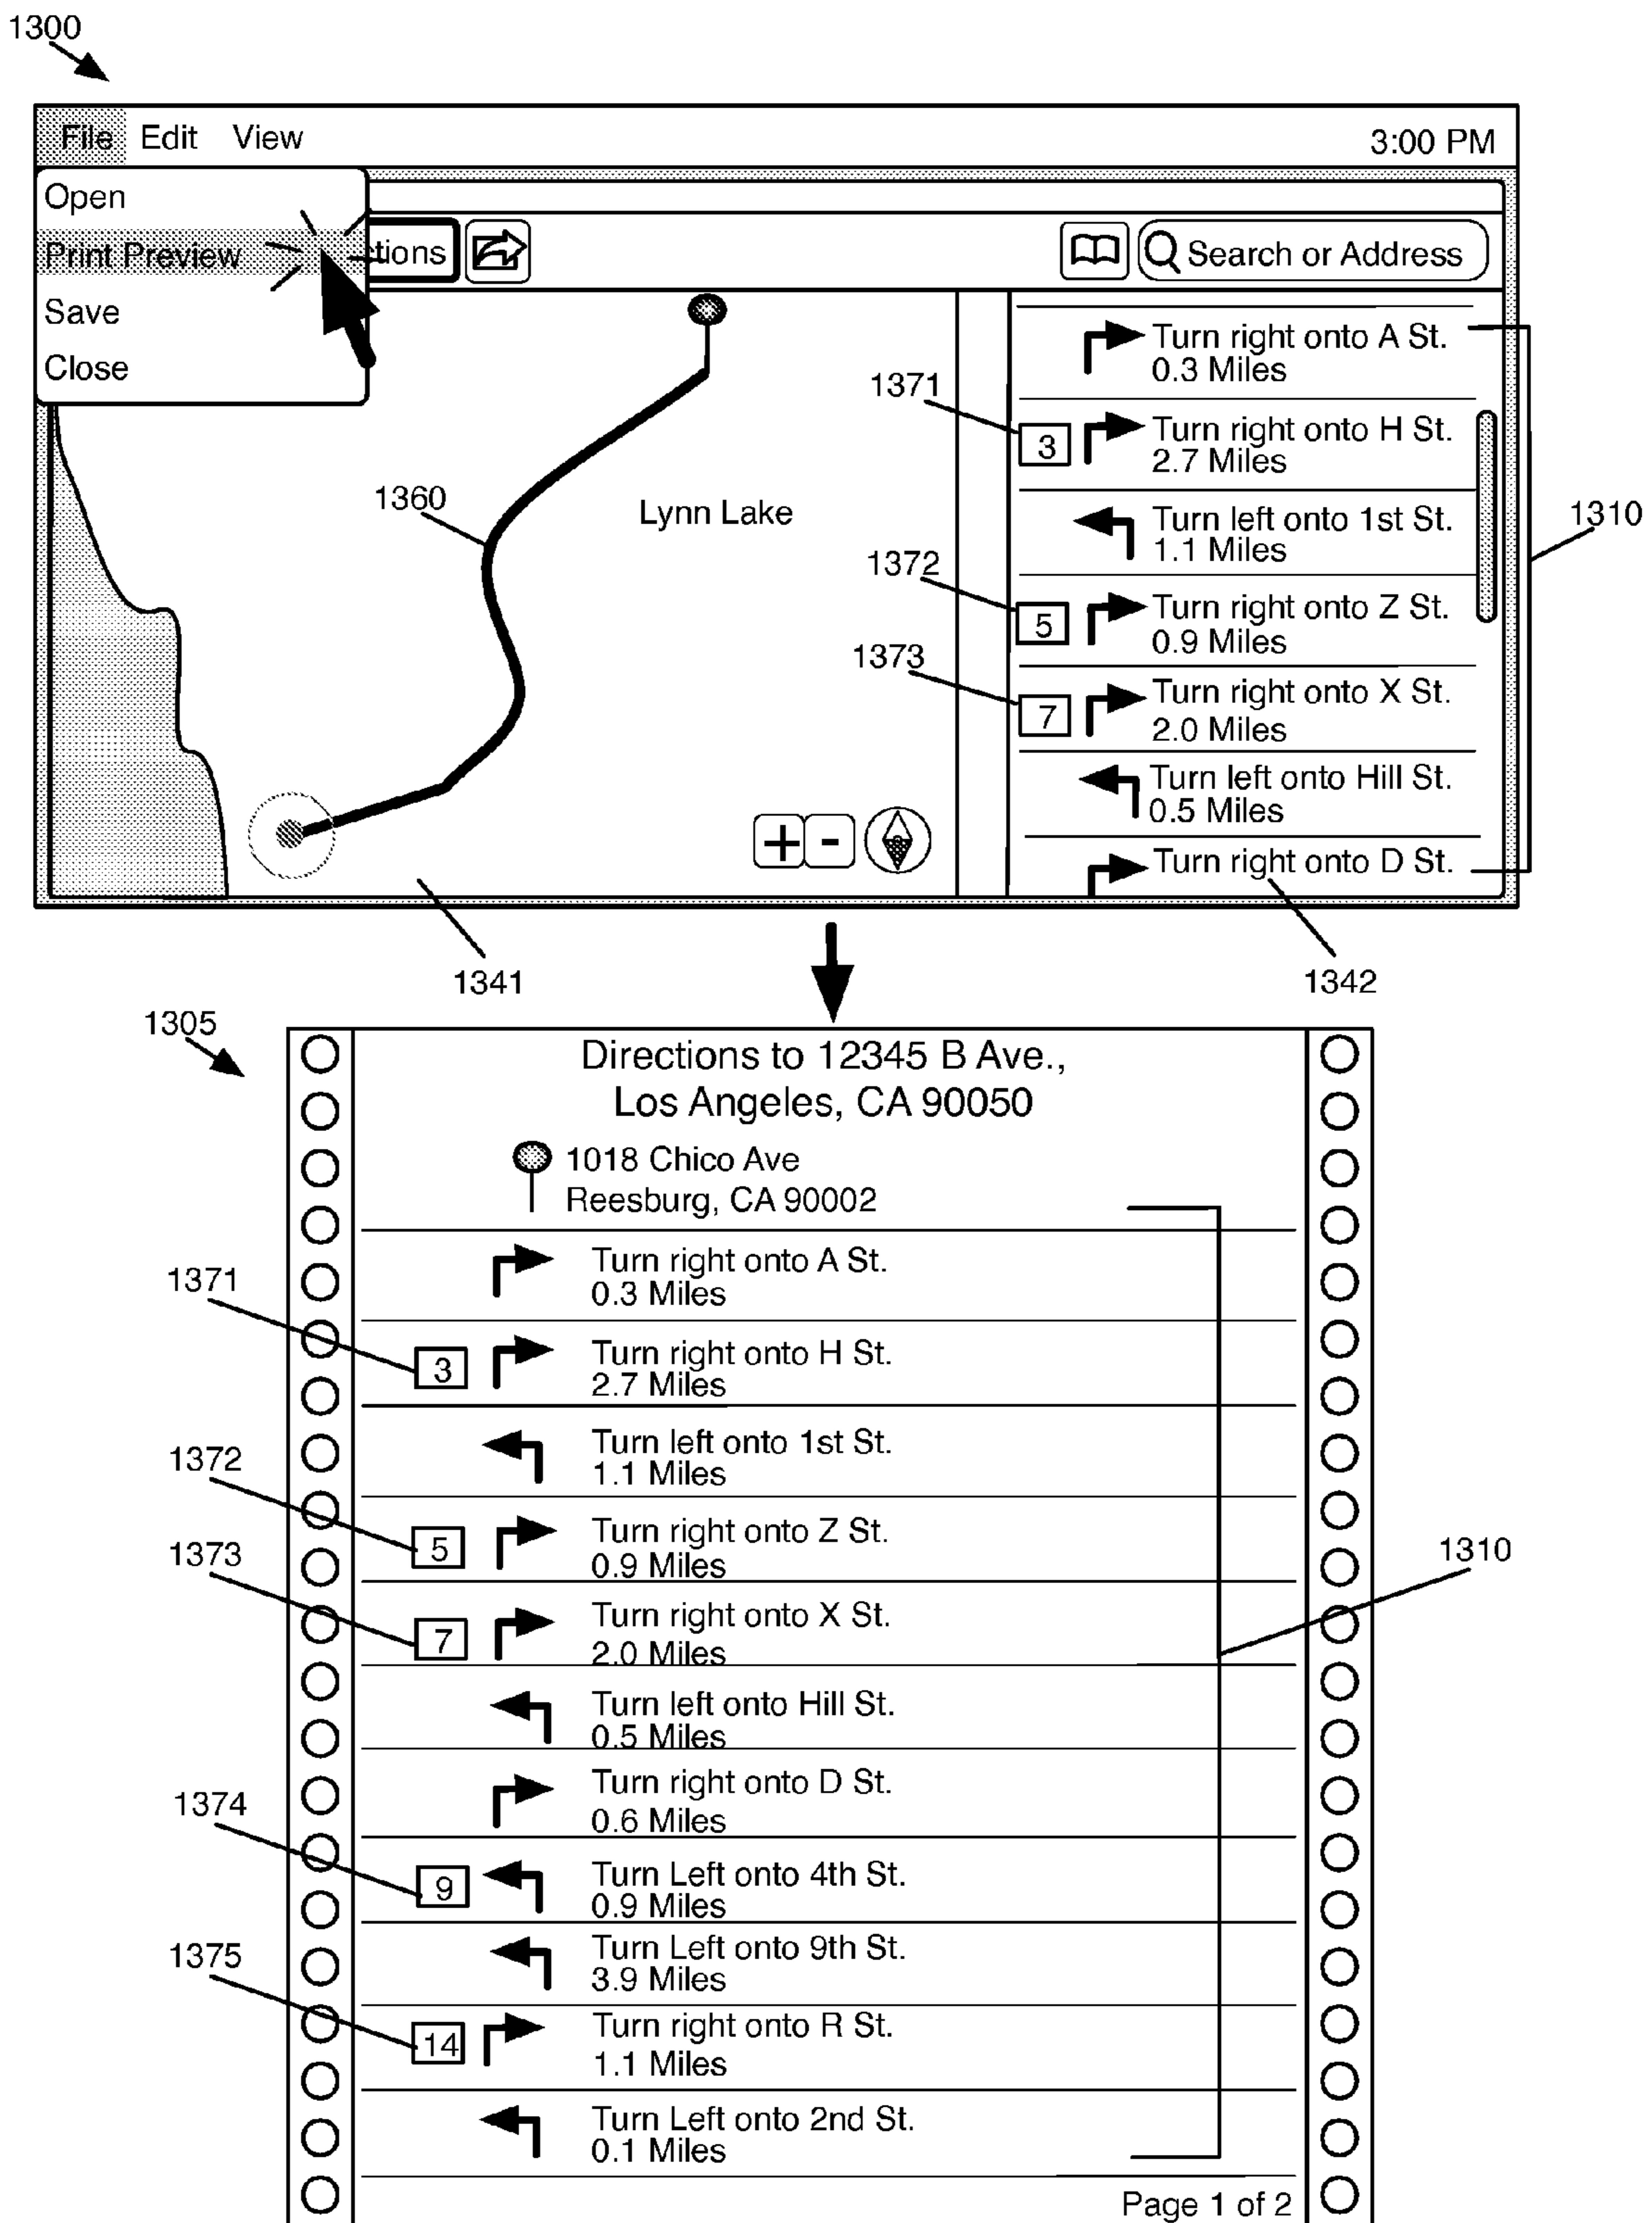 1300
File Edit View 3:00 PM
Open
Print Preview
Save
Close
tions
Search or Address
Turn right onto A St.
0.3 Miles
1371
3
Turn right onto H St.
2.7 Miles
1360
Lynn Lake
Turn left onto 1st St.
1.1 Miles
1310
1372
5
Turn right onto Z St.
0.9 Miles
1373
7
Turn right onto X St.
2.0 Miles
Turn left onto Hill St.
0.5 Miles
+ -
Turn right onto D St.
1341
1342
1305
Directions to 12345 B Ave.,
Los Angeles, CA 90050
1018 Chico Ave
Reesburg, CA 90002
Turn right onto A St.
0.3 Miles
1371
3
Turn right onto H St.
2.7 Miles
Turn left onto 1st St.
1.1 Miles
1372
5
Turn right onto Z St.
0.9 Miles
1310
1373
7
Turn right onto X St.
2.0 Miles
Turn left onto Hill St.
0.5 Miles
Turn right onto D St.
0.6 Miles
1374
9
Turn Left onto 4th St.
0.9 Miles
Turn Left onto 9th St.
3.9 Miles
1375
14
Turn right onto R St.
1.1 Miles
Turn Left onto 2nd St.
0.1 Miles
Page 1 of 2